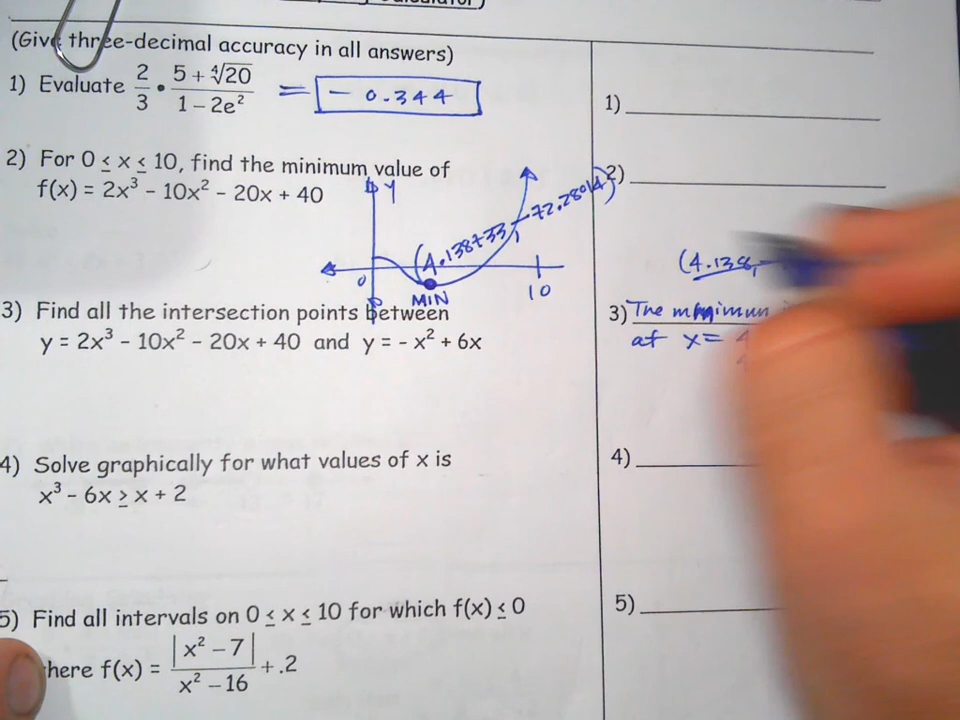 (Give three-decimal accuracy in all answers)
1) Evaluate 2/3 • (5 + ∜20)/(1 – 2e²) = – 0.344
1)
2) For 0 ≤ x ≤ 10, find the minimum value of
f(x) = 2x³ – 10x² – 20x + 40
y
(4.138733, –72.28014)
0
MIN
10
2)
(4.138, –
3) Find all the intersection points between
y = 2x³ – 10x² – 20x + 40 and y = - x² + 6x
3) The minimum
at x =
4) Solve graphically for what values of x is
x³ – 6x ≥ x + 2
4)
5) Find all intervals on 0 ≤ x ≤ 10 for which f(x) ≤ 0
here f(x) = |x² – 7|/(x² – 16) + .2
5)